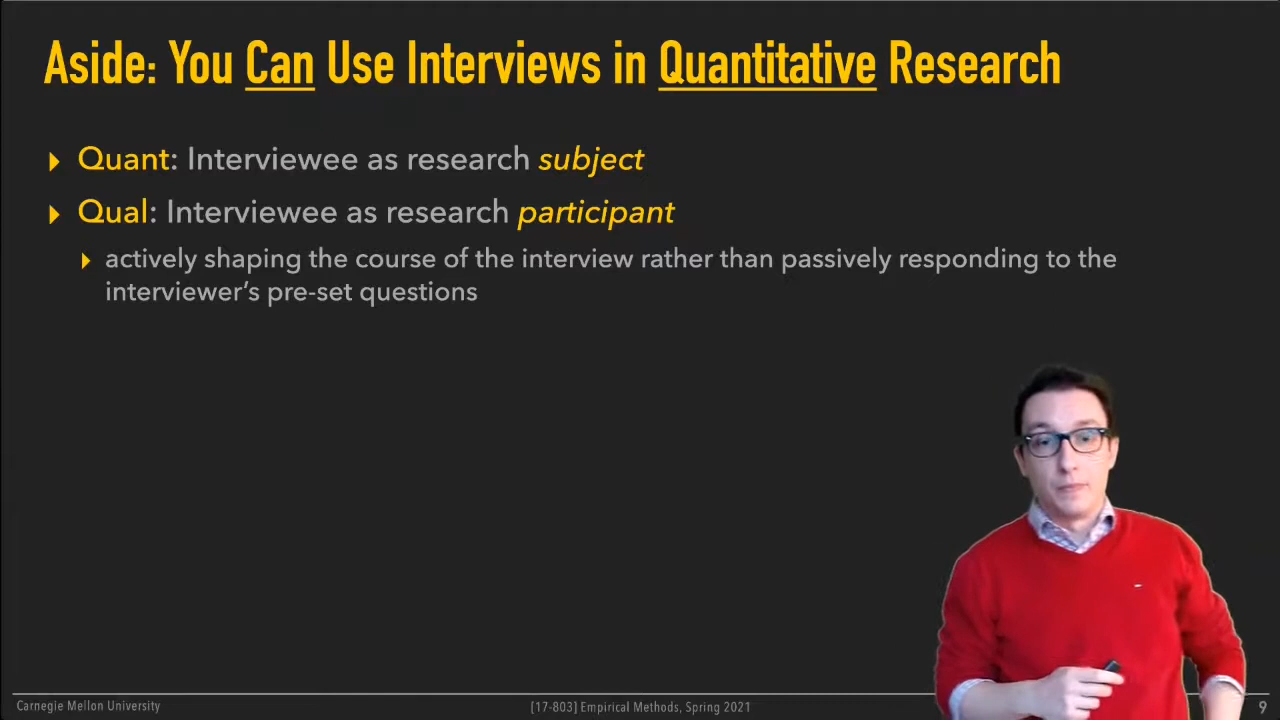 Aside: You Can Use Interviews in Quantitative Research
Quant: Interviewee as research subject
Qual: Interviewee as research participant
actively shaping the course of the interview rather than passively responding to the
interviewer’s pre-set questions
Carnegie Mellon University
[17-803] Empirical Methods, Spring 2021
9